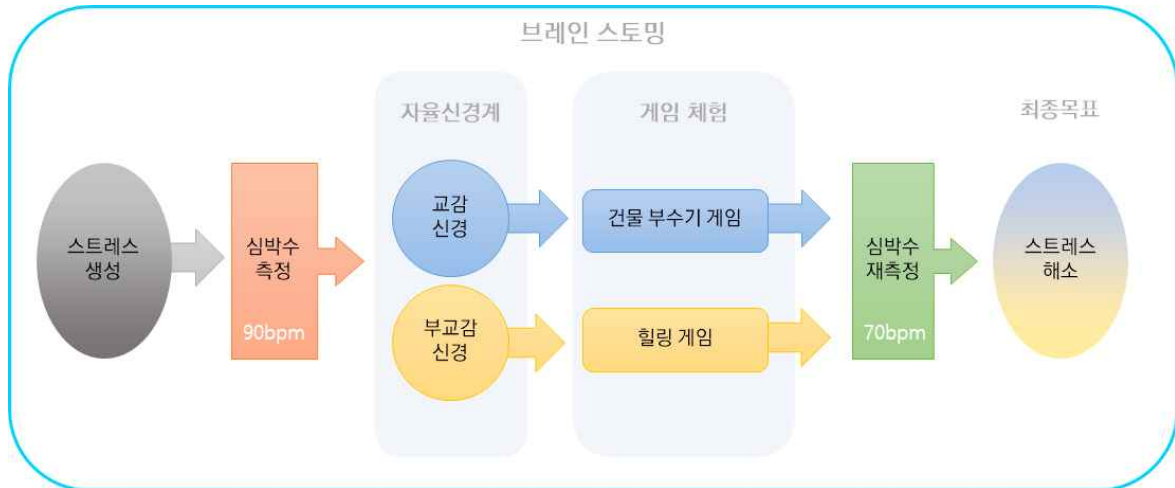 브레인 스토밍
자율신경계
게임 체험
최종목표
스트레스
생성
심박수
측정
90bpm
교감
신경
건물 부수기 게임
부교감
신경
힐링 게임
심박수
재측정
70bpm
스트레스
해소